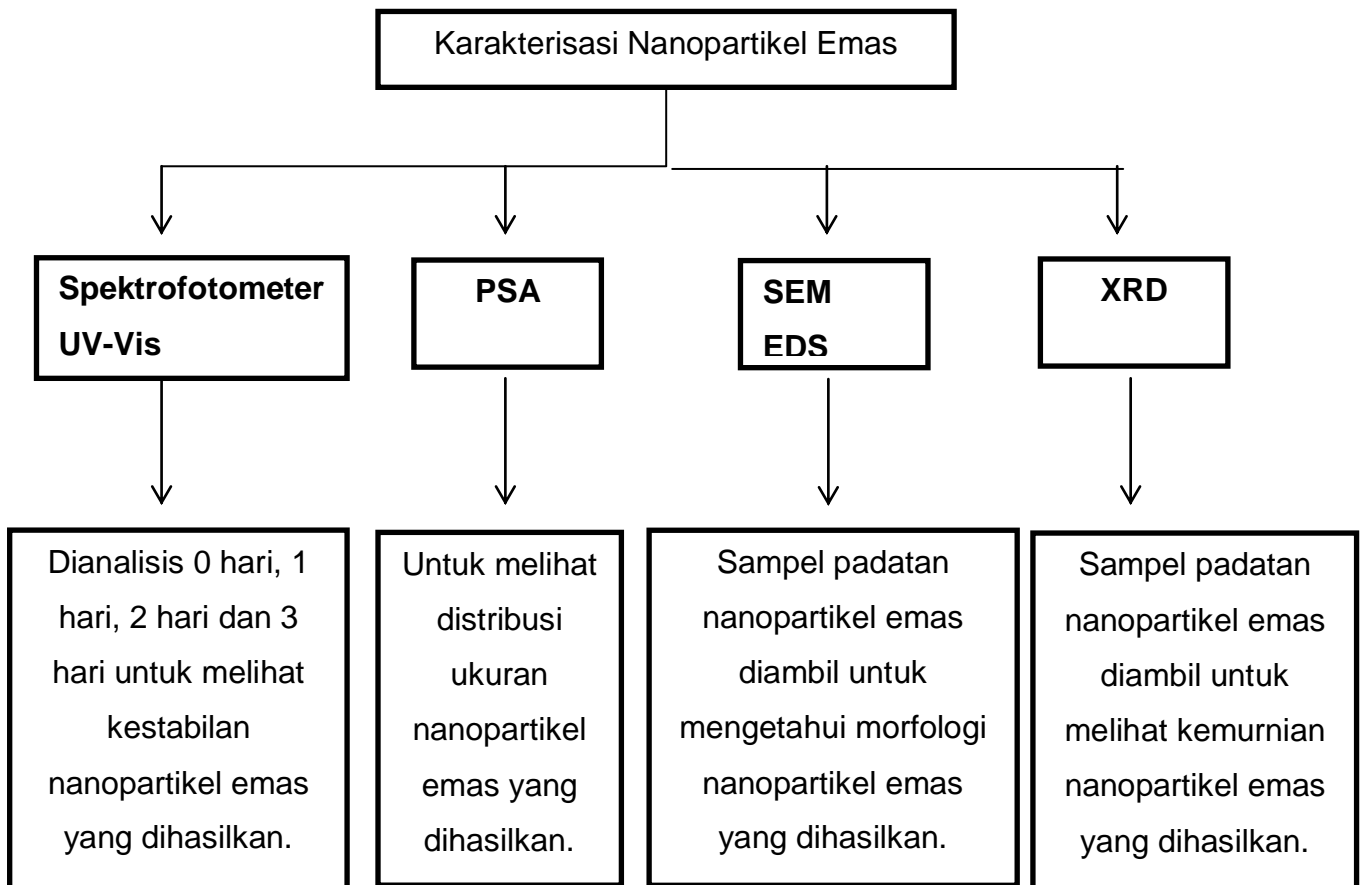 Karakterisasi Nanopartikel Emas
Spektrofotometer
UV-Vis
PSA
SEM
EDS
XRD
Dianalisis 0 hari, 1
hari, 2 hari dan 3
hari untuk melihat
kestabilan
nanopartikel emas
yang dihasilkan.
Untuk melihat
distribusi
ukuran
nanopartikel
emas yang
dihasilkan.
Sampel padatan
nanopartikel emas
diambil untuk
mengetahui morfologi
nanopartikel emas
yang dihasilkan.
Sampel padatan
nanopartikel emas
diambil untuk
melihat kemurnian
nanopartikel emas
yang dihasilkan.